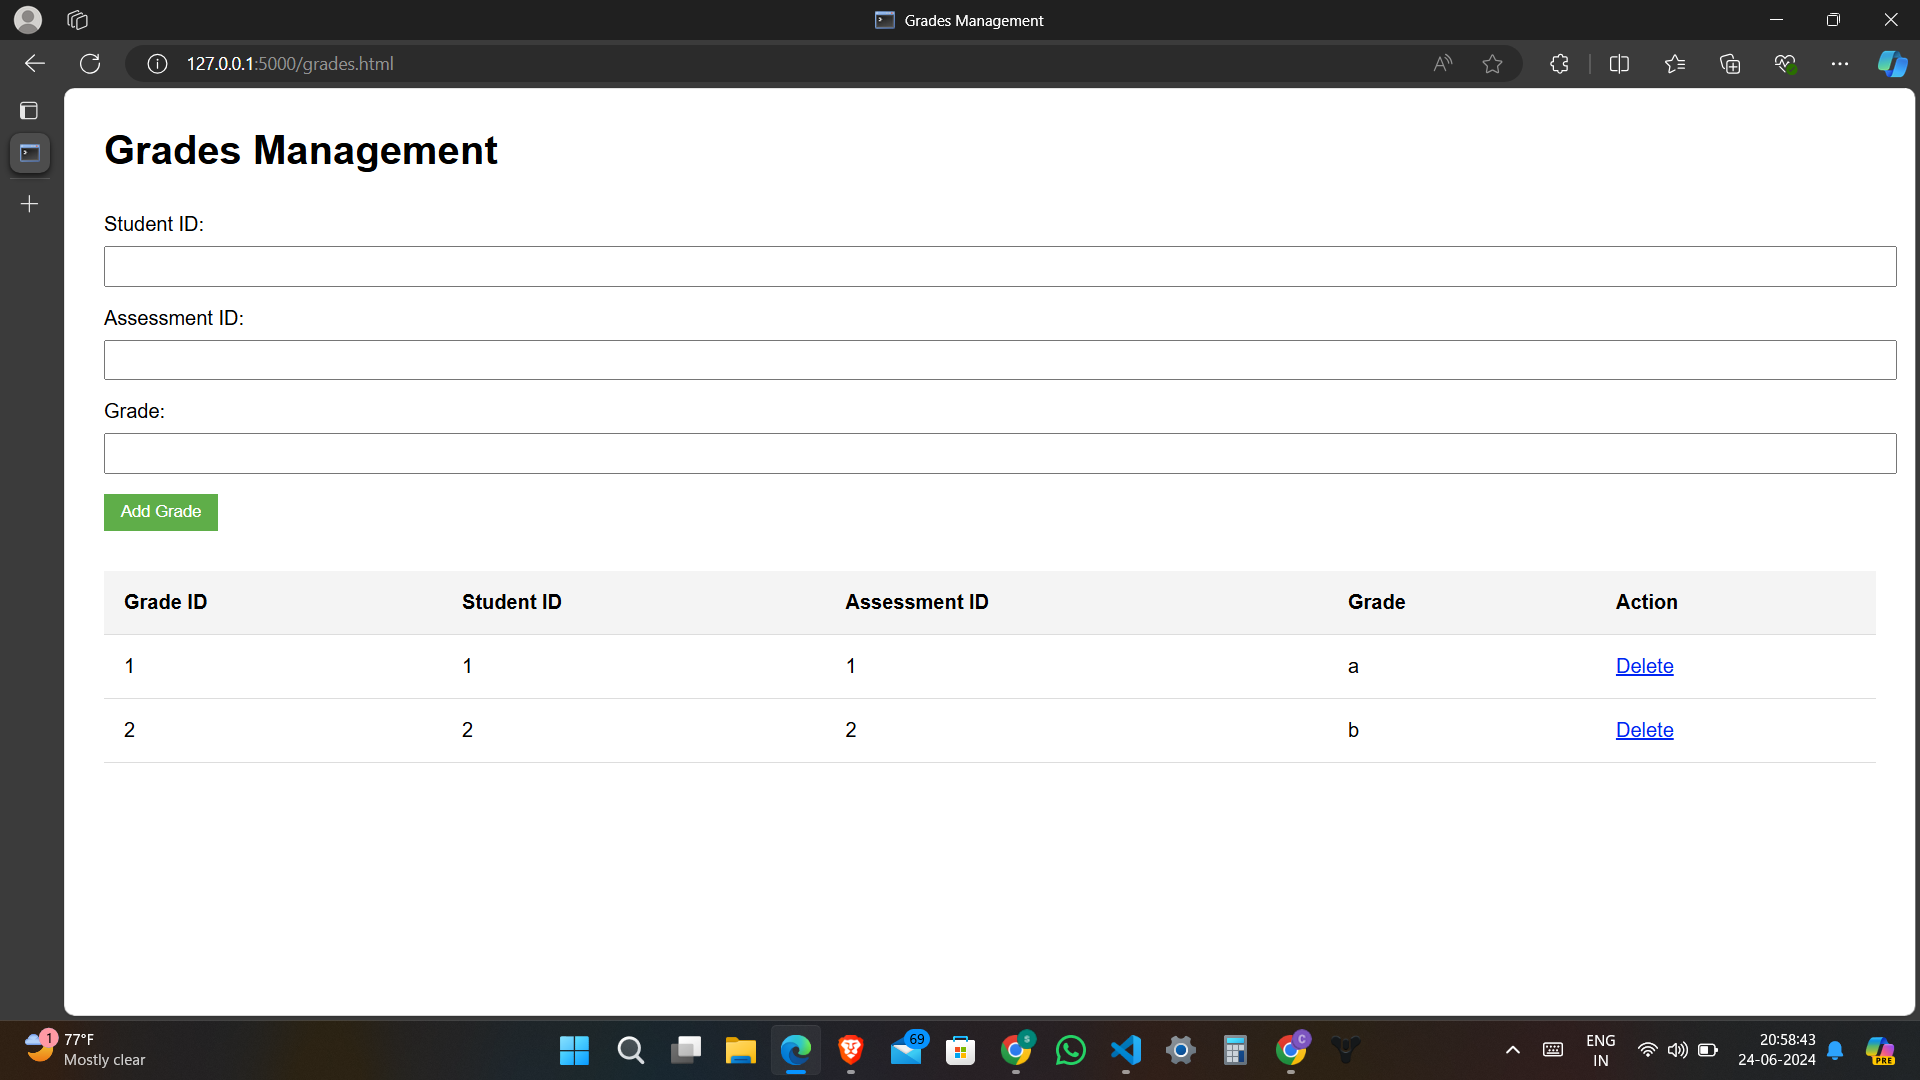 Grades Management
127.0.0.1:5000/grades.html
Grades Management
Student ID:
Assessment ID:
Grade:
Add Grade
Grade ID Student ID Assessment ID Grade Action
1 1 1 a Delete
2 2 2 b Delete
1
77°F
Mostly clear
69
S
C
ENG
IN
20:58:43
24-06-2024
PRE